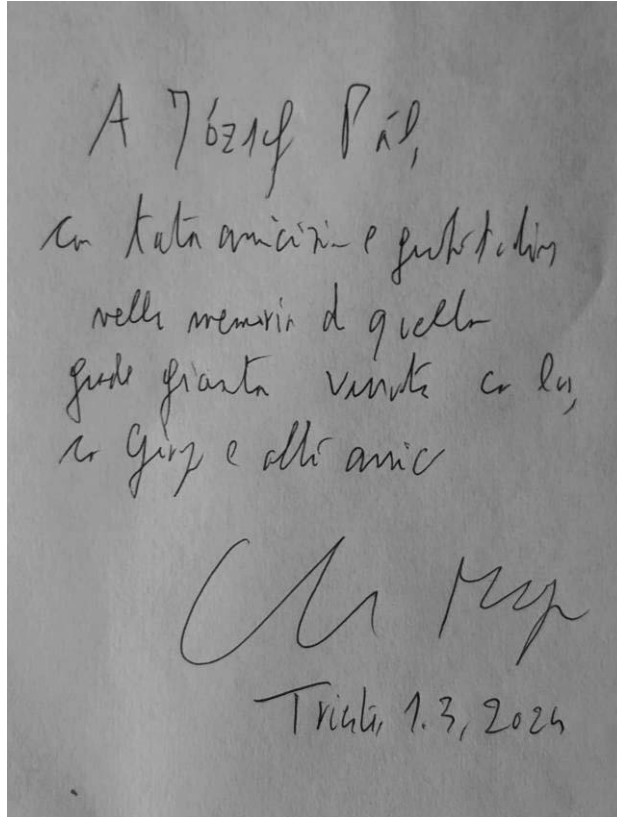 A József Pál,
con tanta amicizia e gratitudine
nella memoria di quella
grande giornata vissuta con lei,
con e altri amici
Trieste, 1.3.2024